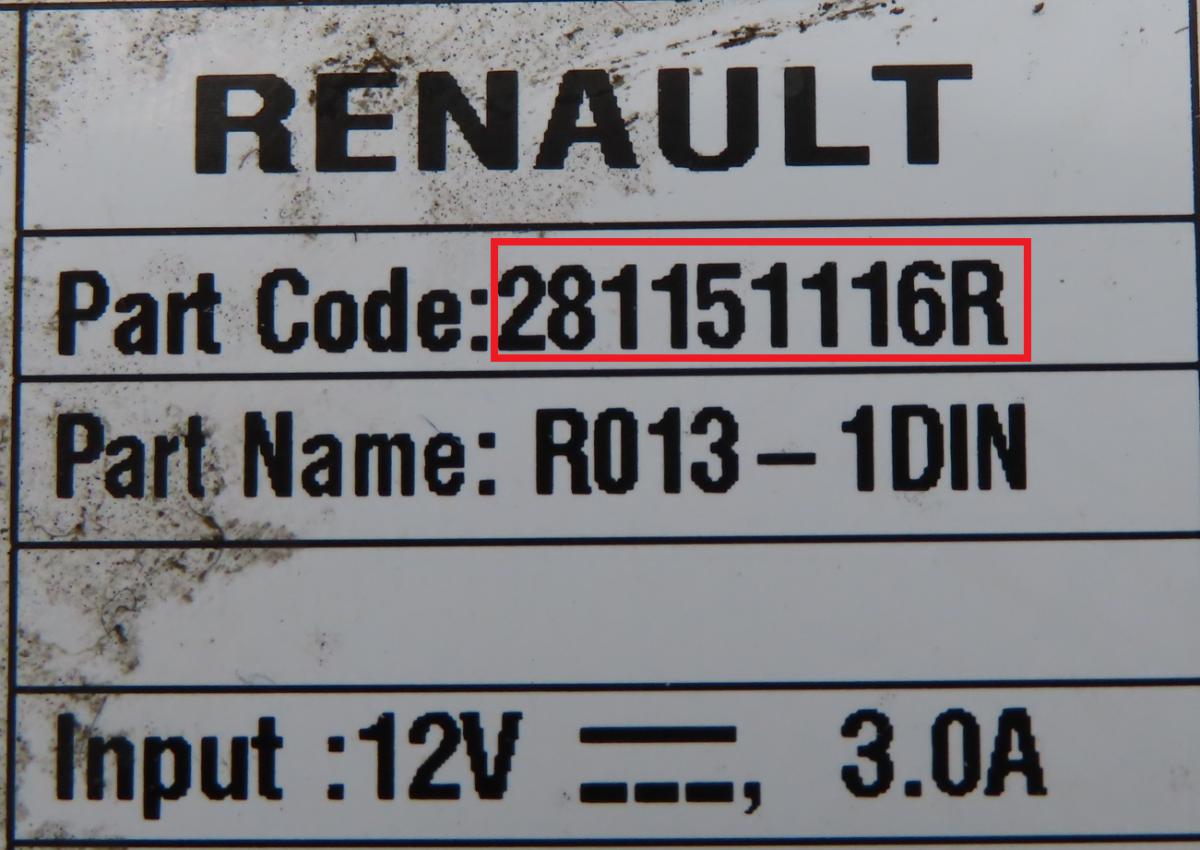 RENAULT
Part Code:281151116R
Part Name: R013-1DIN
Input :12V ⎓, 3.0A